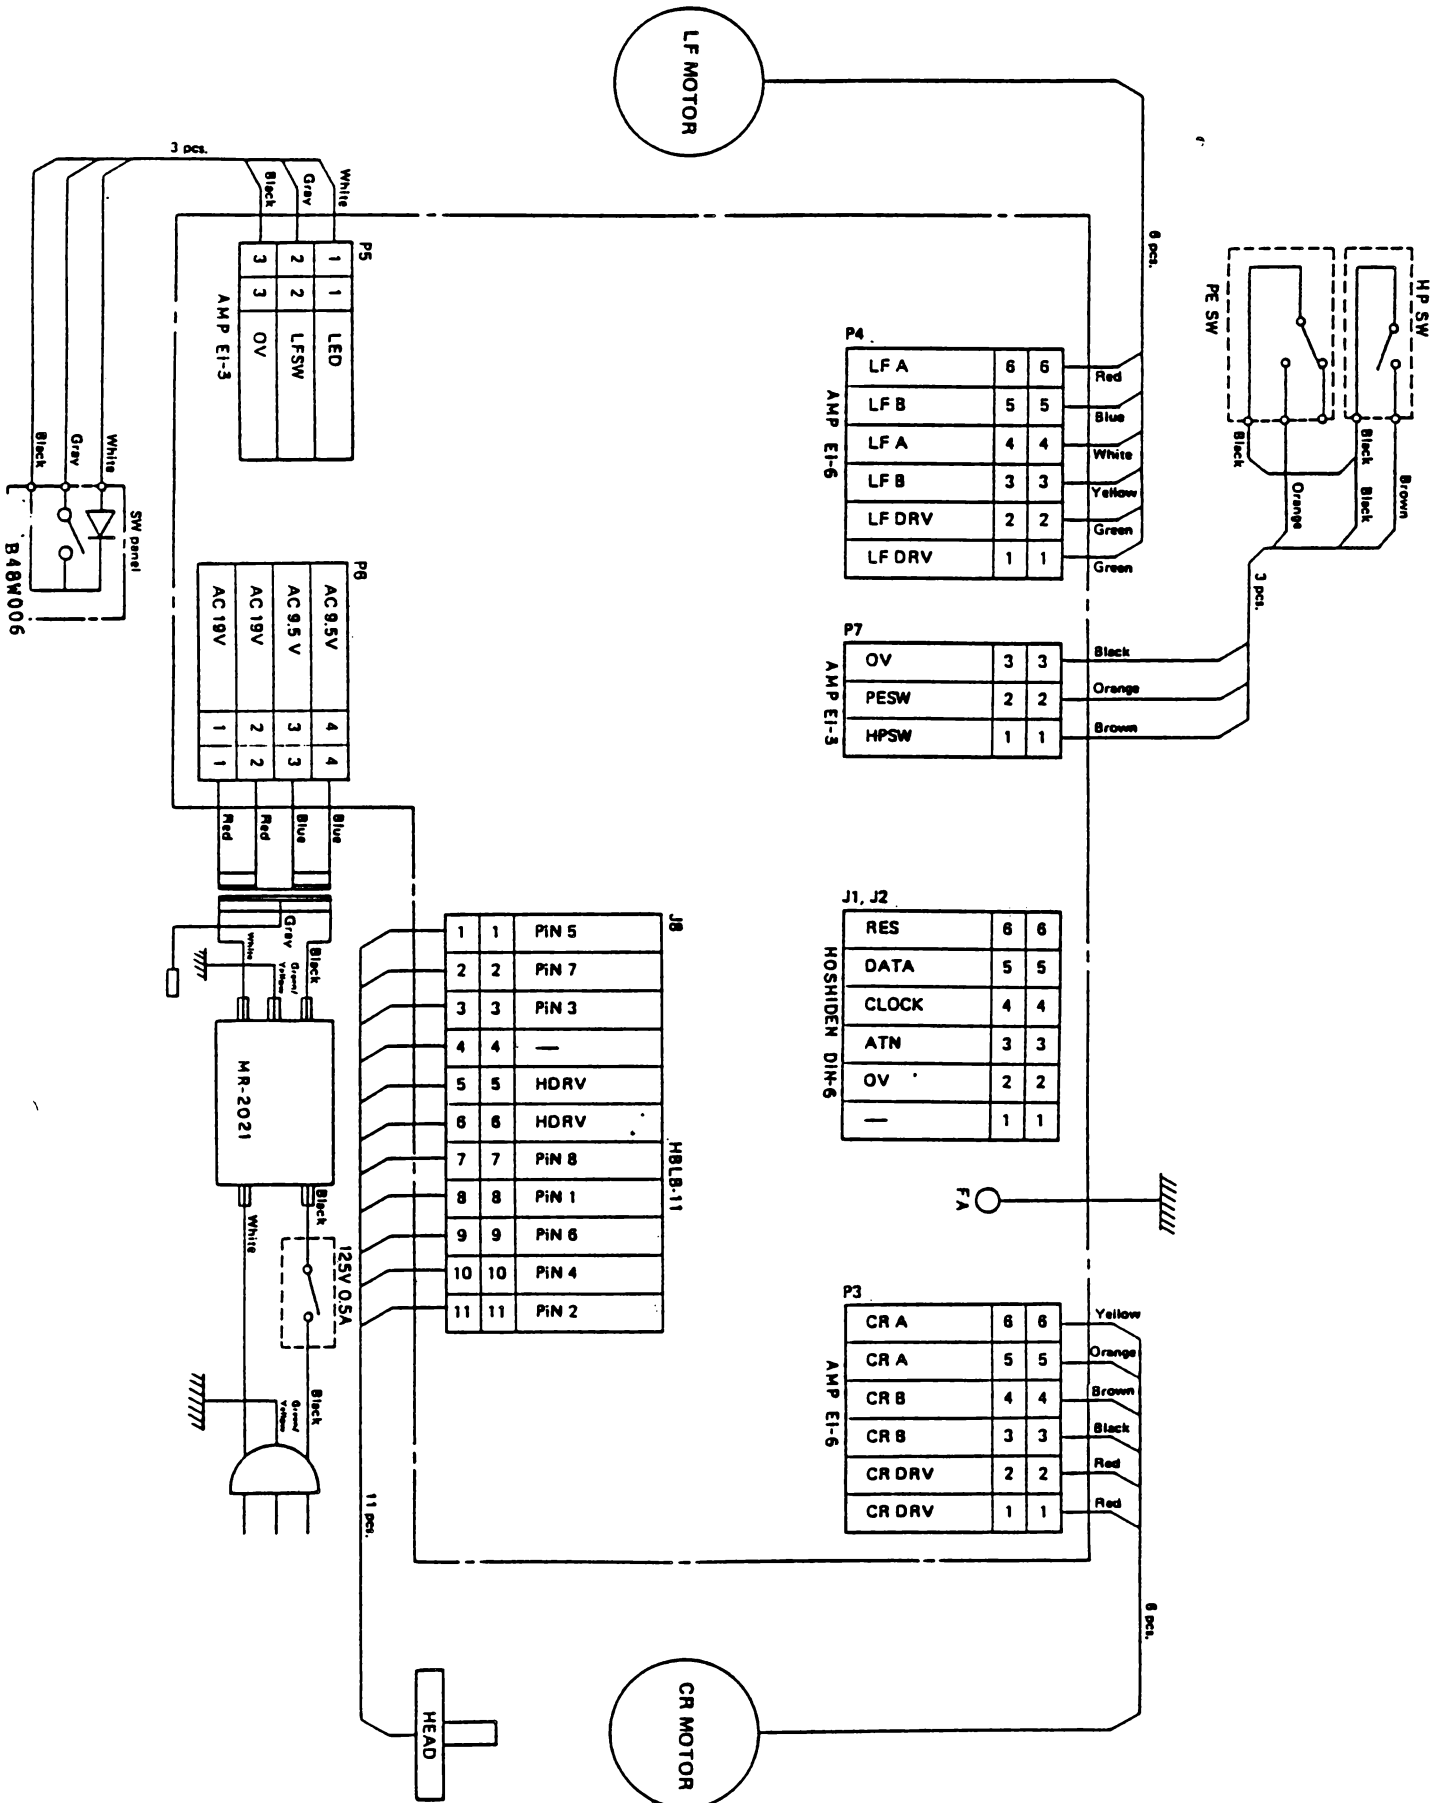 LF MOTOR
6 pcs.
HP SW
PE SW
Black
Orange
Black
Black
Brown
3 pcs.
3 pcs.
White
Gray
Black
P5
1 1 LED
2 2 LFSW
3 3 OV
AMP EI-3
White
Gray
Black
SW panel
B48W006
P4
LF A 6 6 Red
LF B 5 5 Blue
LF A 4 4 White
LF B 3 3 Yellow
LF DRV 2 2 Green
LF DRV 1 1 Green
AMP EI-6
P7
OV 3 3 Black
PESW 2 2 Orange
HPSW 1 1 Brown
AMP EI-3
P6
AC 9.5V 4 4 Blue
AC 9.5 V 3 3 Blue
AC 19V 2 2 Red
AC 19V 1 1 Red
Gray
White
Green/
Yellow
Black
MR-2021
Black
White
125V 0.5A
Black
Green/
Yellow
J8
1 1 PiN 5
2 2 PiN 7
3 3 PiN 3
4 4 —
5 5 HDRV
6 6 HDRV
7 7 PiN 8
8 8 PiN 1
9 9 PiN 6
10 10 PiN 4
11 11 PiN 2
HBLB-11
11 pcs.
HEAD
J1, J2
RES 6 6
DATA 5 5
CLOCK 4 4
ATN 3 3
OV 2 2
— 1 1
HOSHIDEN DIN-6
FA
P3
CR A 6 6 Yellow
CR A 5 5 Orange
CR B 4 4 Brown
CR B 3 3 Black
CR DRV 2 2 Red
CR DRV 1 1 Red
AMP EI-6
6 pcs.
CR MOTOR